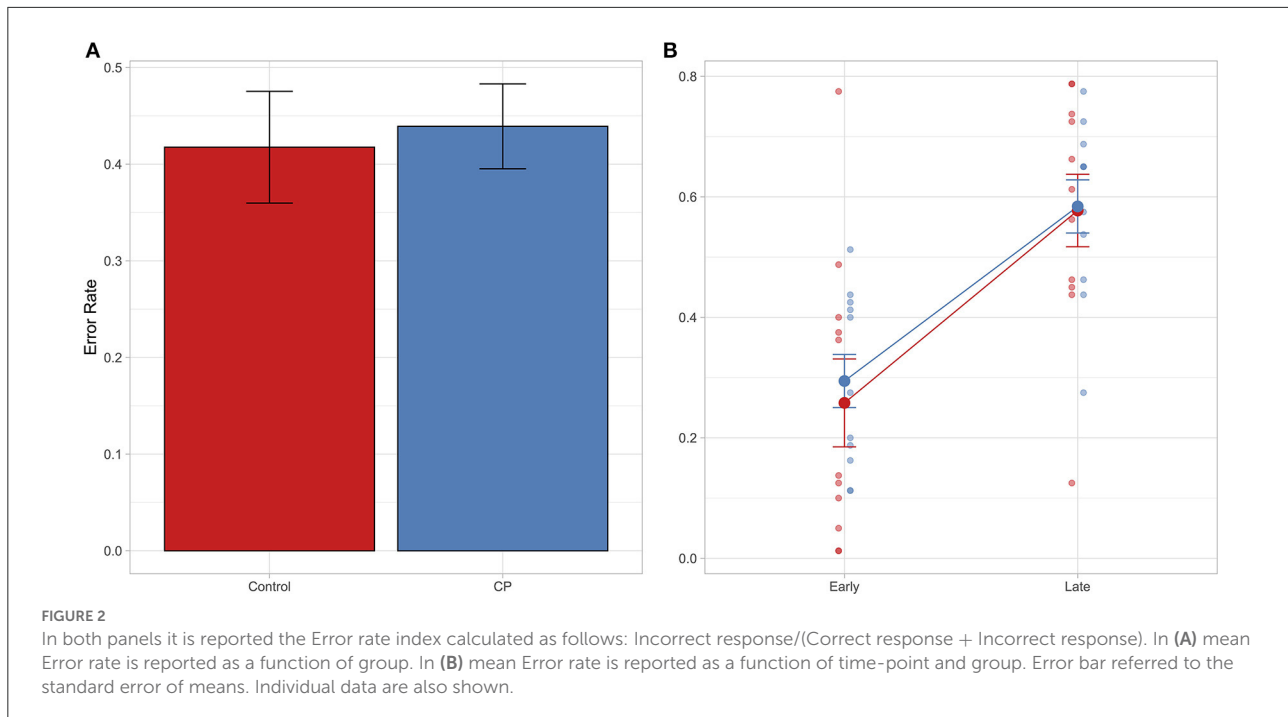 A
B
0.5
0.4
0.3
0.2
0.1
0.0
Error Rate
Control
CP
0.8
0.6
0.4
0.2
0.0
Early
Late
FIGURE 2
In both panels it is reported the Error rate index calculated as follows: Incorrect response/(Correct response + Incorrect response). In (A) mean
Error rate is reported as a function of group. In (B) mean Error rate is reported as a function of time-point and group. Error bar referred to the
standard error of means. Individual data are also shown.